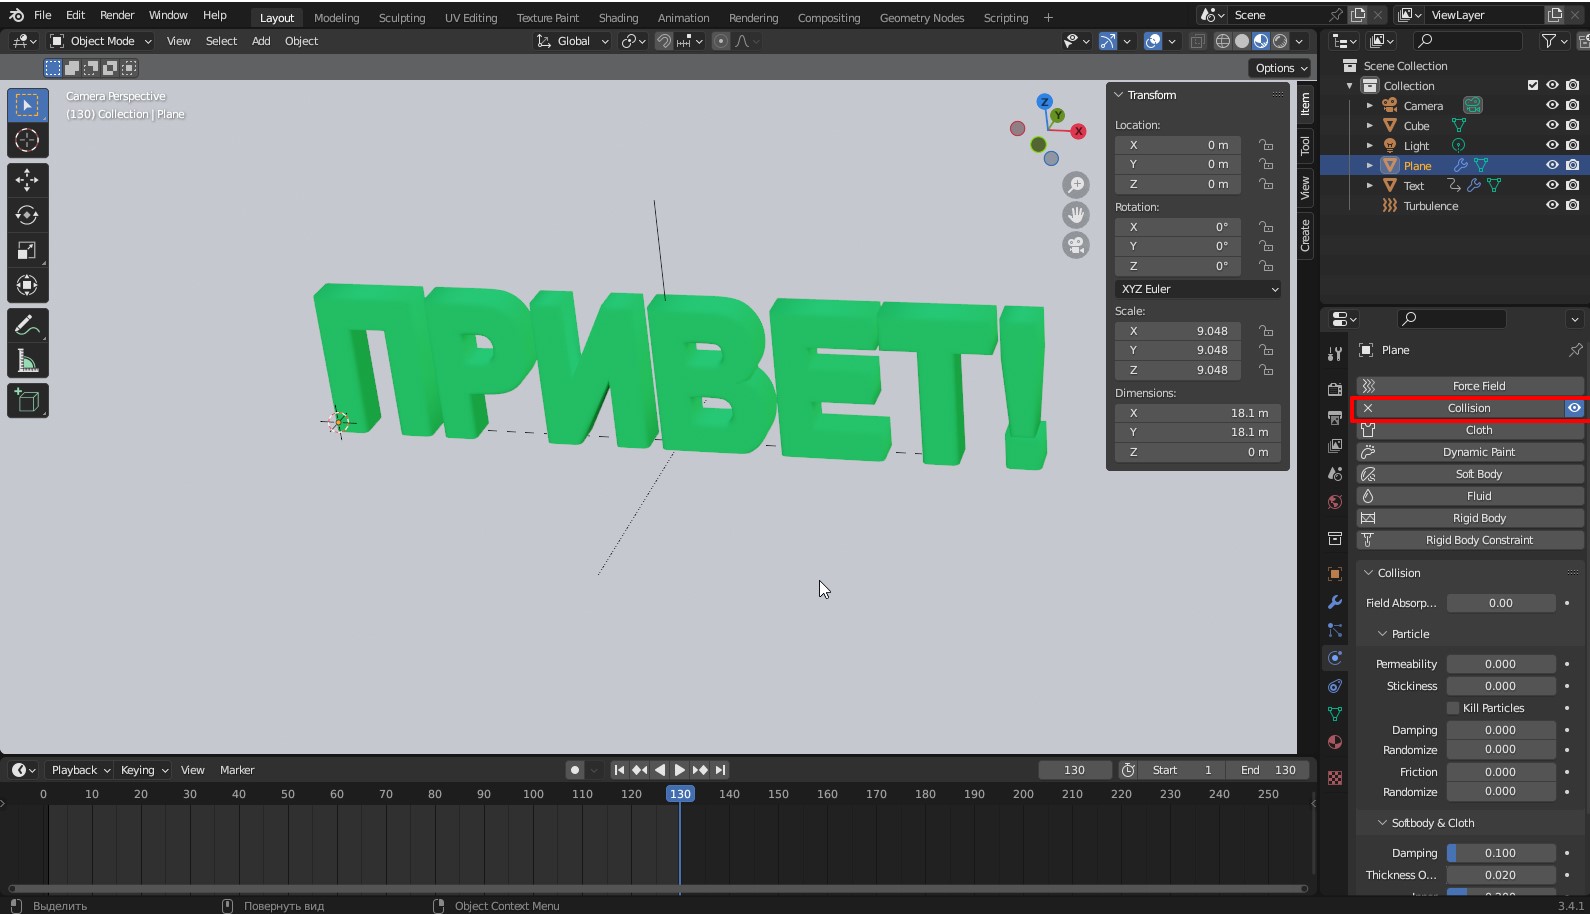 File Edit Render Window Help Layout Modeling Sculpting UV Editing Texture Paint Shading Animation Rendering Compositing Geometry Nodes Scripting + Scene ViewLayer
Object Mode View Select Add Object Global
Options
Camera Perspective
(130) Collection | Plane
Z
Y
X
ПРИВЕТ!
Transform
Location:
X 0 m
Y 0 m
Z 0 m
Rotation:
X 0°
Y 0°
Z 0°
XYZ Euler
Scale:
X 9.048
Y 9.048
Z 9.048
Dimensions:
X 18.1 m
Y 18.1 m
Z 0 m
Item
Tool
View
Create
Scene Collection
Collection
Camera
Cube
Light
Plane
Text
Turbulence
Plane
Force Field
Collision
Cloth
Dynamic Paint
Soft Body
Fluid
Rigid Body
Rigid Body Constraint
Collision
Field Absorp... 0.00
Particle
Permeability 0.000
Stickiness 0.000
Kill Particles
Damping 0.000
Randomize 0.000
Friction 0.000
Randomize 0.000
Softbody & Cloth
Damping 0.100
Thickness O... 0.020
Playback Keying View Marker 130 Start 1 End 130
0 10 20 30 40 50 60 70 80 90 100 110 120 130 140 150 160 170 180 190 200 210 220 230 240 250
Выделить Повернуть вид Object Context Menu 3.4.1